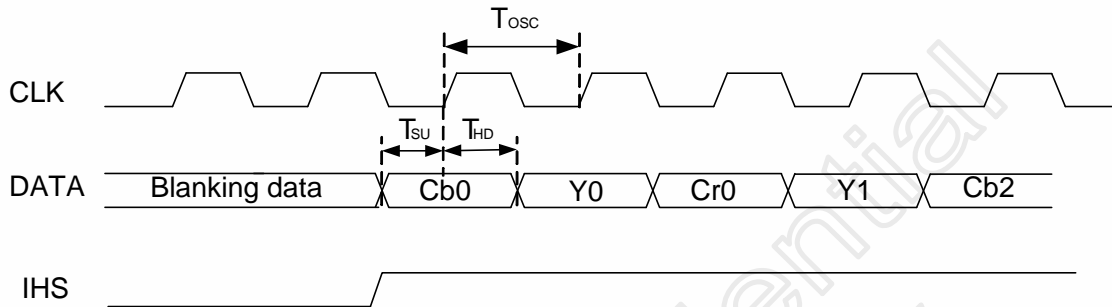 TOSC
CLK
TSU THD
DATA Blanking data Cb0 Y0 Cr0 Y1 Cb2
IHS